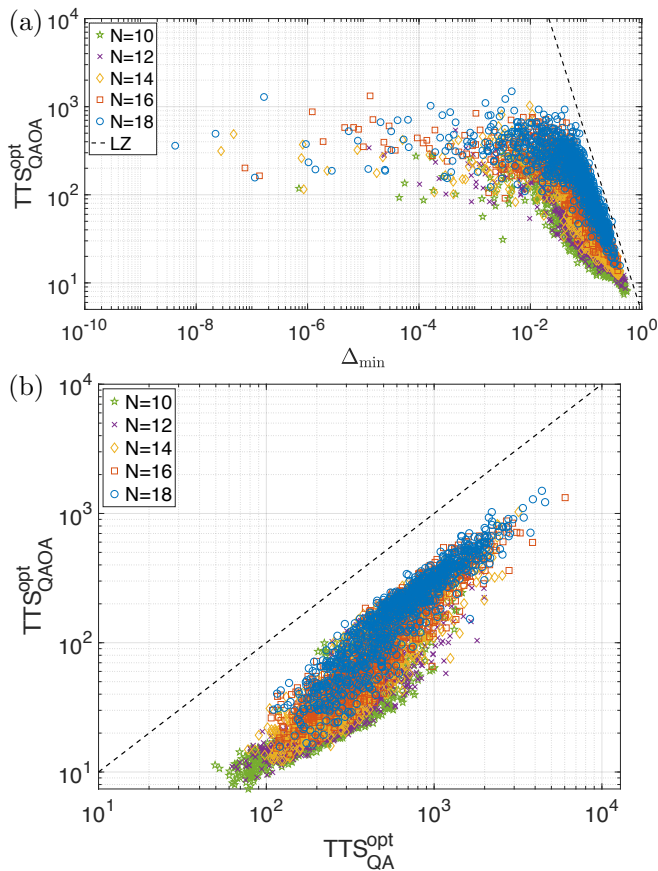 (a)
10^4
10^3
10^2
10^1
TTS^opt_QAOA
N=10
N=12
N=14
N=16
N=18
LZ
10^-10
10^-8
10^-6
10^-4
10^-2
10^0
Δ_min
(b)
10^4
10^3
10^2
10^1
TTS^opt_QAOA
N=10
N=12
N=14
N=16
N=18
10^1
10^2
10^3
10^4
TTS^opt_QA